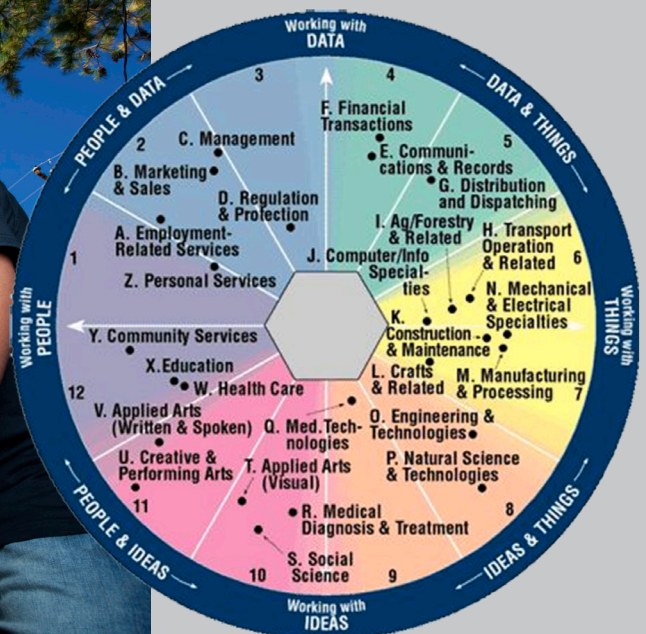 Working with
DATA
PEOPLE & DATA
DATA & THINGS
3
4
F. Financial
Transactions
2
C. Management
5
E. Communi-
cations & Records
B. Marketing
& Sales
G. Distribution
and Dispatching
D. Regulation
& Protection
I. Ag/Forestry
& Related
H. Transport
Operation
& Related
A. Employment-
Related Services
1
6
J. Computer/Info
Special-
ties
Z. Personal Services
N. Mechanical
& Electrical
Specialties
Working with
PEOPLE
Working with
THINGS
K.
Construction
& Maintenance
Y. Community Services
X.Education
L. Crafts
& Related
M. Manufacturing
& Processing
W. Health Care
12
7
V. Applied Arts
(Written & Spoken)
Q. Med.Tech-
nologies
O. Engineering &
Technologies
U. Creative &
Performing Arts
T. Applied Arts
(Visual)
P. Natural Science
& Technologies
11
8
R. Medical
Diagnosis & Treatment
S. Social
Science
10
9
PEOPLE & IDEAS
IDEAS & THINGS
Working with
IDEAS